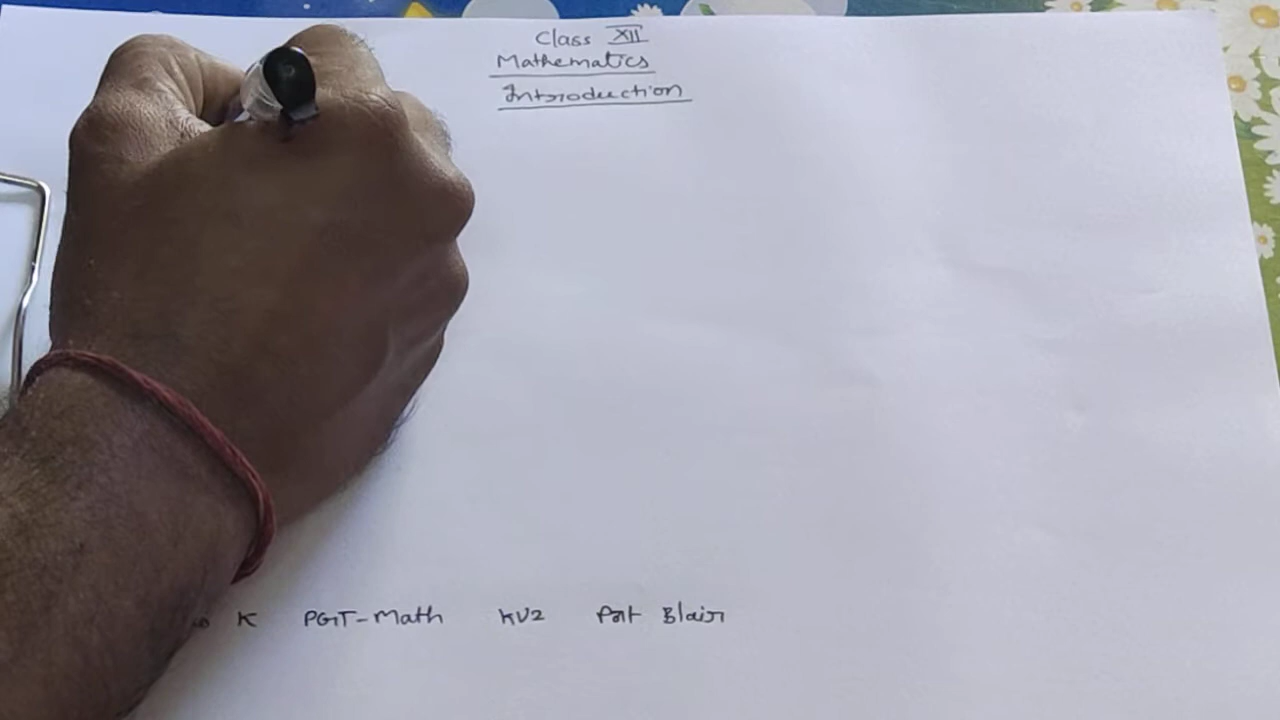 Class XII
Mathematics
Introduction
K PGT-Math KV2 Port Blair